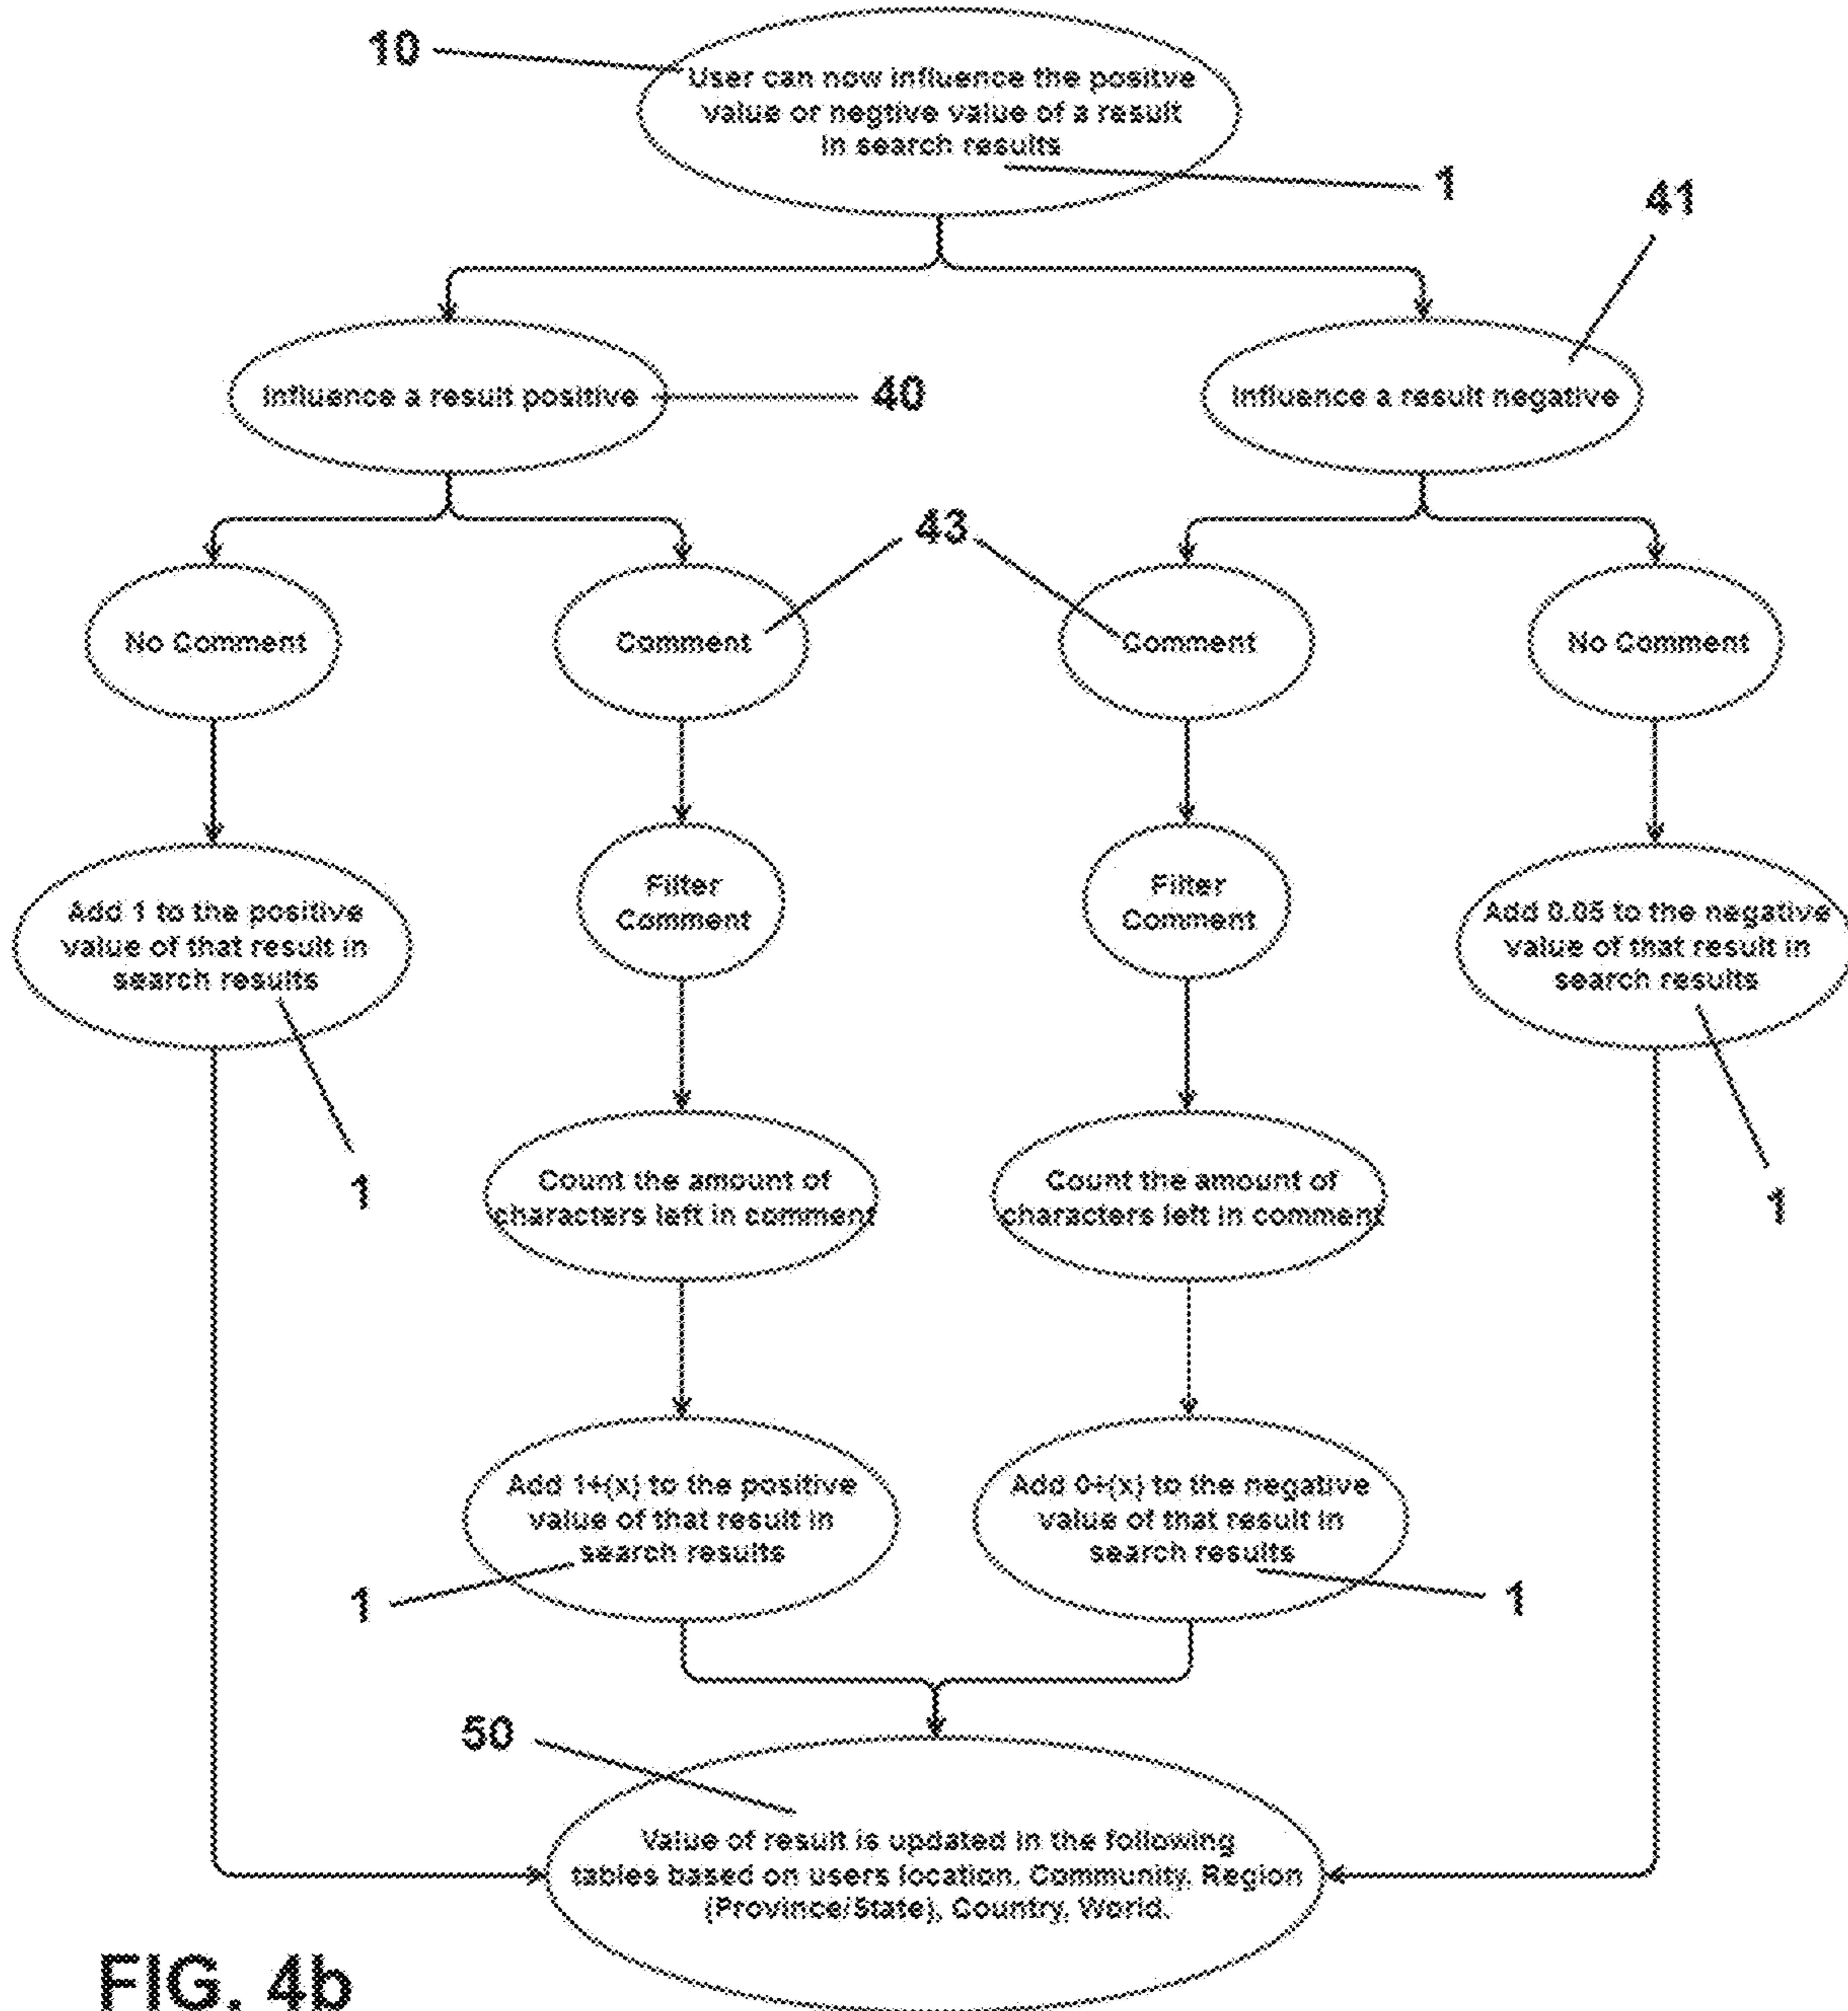 10
User can now influence the positve
value or negtive value of a result
in search results
1
41
Influence a result positive
40
Influence a result negative
43
No Comment
Comment
Comment
No Comment
Add 1 to the positive
value of that result in
search results
Filter
Comment
Filter
Comment
Add 0.05 to the negative
value of that result in
search results
1
Count the amount of
characters left in comment
Count the amount of
characters left in comment
1
Add 1+(x) to the positive
value of that result in
search results
Add 0+(x) to the negative
value of that result in
search results
1
1
50
Value of result is updated in the following
tables based on users location. Community, Region
(Province/State), Country, World.
FIG. 4b